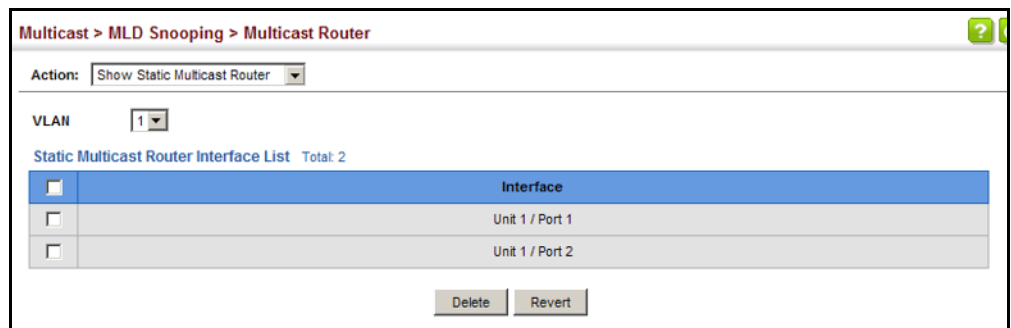 Multicast > MLD Snooping > Multicast Router
?
Action: Show Static Multicast Router
VLAN 1
Static Multicast Router Interface List Total: 2
Interface
Unit 1 / Port 1
Unit 1 / Port 2
Delete Revert